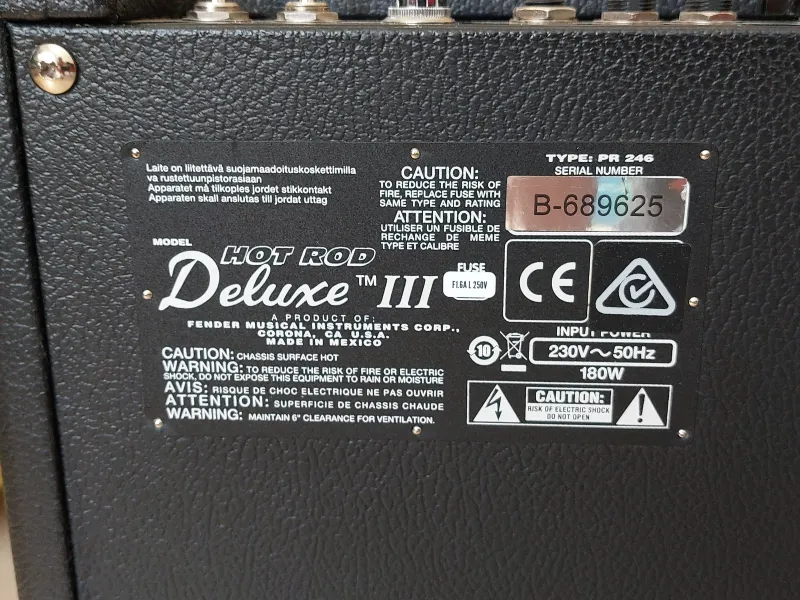 Laite on liitettävä suojamaadoituskoskettimilla
va rustettuunpistorasiaan
Apparatet må tilkoples jordet stikkontakt
Apparaten skall anslutas till jordat uttag
CAUTION:
TO REDUCE THE RISK OF
FIRE, REPLACE FUSE WITH
SAME TYPE AND RATING
ATTENTION:
UTILISER UN FUSIBLE DE
RECHANGE DE MEME
TYPE ET CALIBRE
TYPE: PR 246
SERIAL NUMBER
B-689625
MODEL
HOT ROD
Deluxe™ III
FUSE
F1.6A L 250V
CE
A PRODUCT OF:
FENDER MUSICAL INSTRUMENTS CORP.,
CORONA, CA U.S.A.
MADE IN MEXICO
INPUT POWER
10
230V~50Hz
180W
CAUTION: CHASSIS SURFACE HOT
WARNING: TO REDUCE THE RISK OF FIRE OR ELECTRIC
SHOCK, DO NOT EXPOSE THIS EQUIPMENT TO RAIN OR MOISTURE
AVIS: RISQUE DE CHOC ELECTRIQUE NE PAS OUVRIR
ATTENTION: SUPERFICIE DE CHASSIS CHAUDE
WARNING: MAINTAIN 6" CLEARANCE FOR VENTILATION.
CAUTION:
RISK OF ELECTRIC SHOCK
DO NOT OPEN